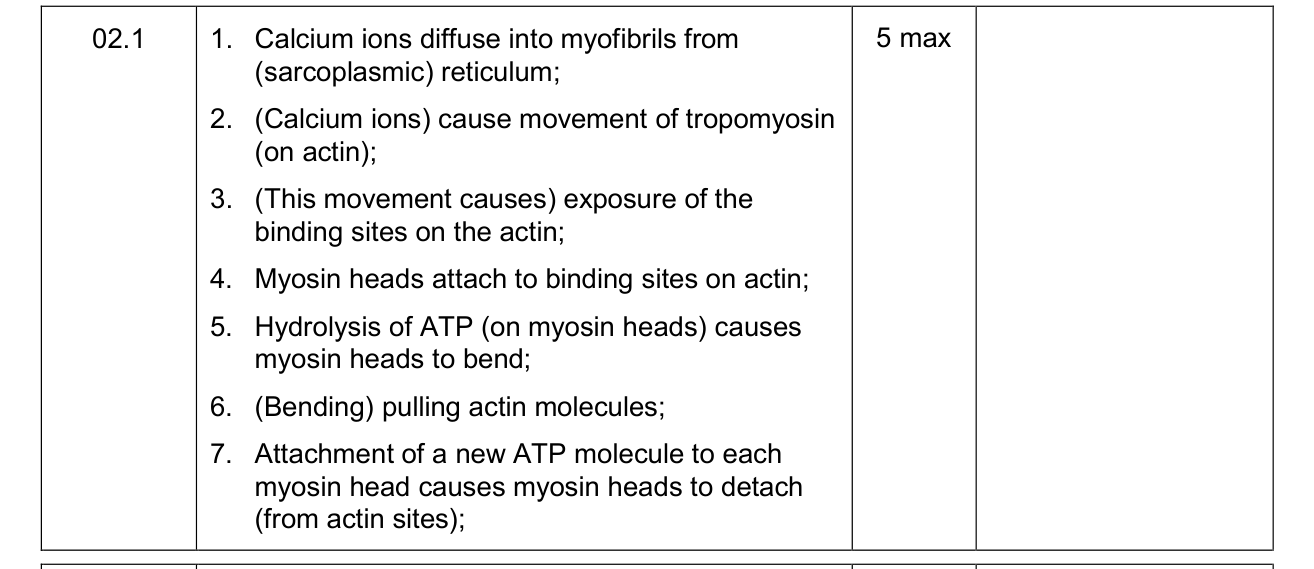 02.1
1. Calcium ions diffuse into myofibrils from
(sarcoplasmic) reticulum;
5 max
2. (Calcium ions) cause movement of tropomyosin
(on actin);
3. (This movement causes) exposure of the
binding sites on the actin;
4. Myosin heads attach to binding sites on actin;
5. Hydrolysis of ATP (on myosin heads) causes
myosin heads to bend;
6. (Bending) pulling actin molecules;
7. Attachment of a new ATP molecule to each
myosin head causes myosin heads to detach
(from actin sites);